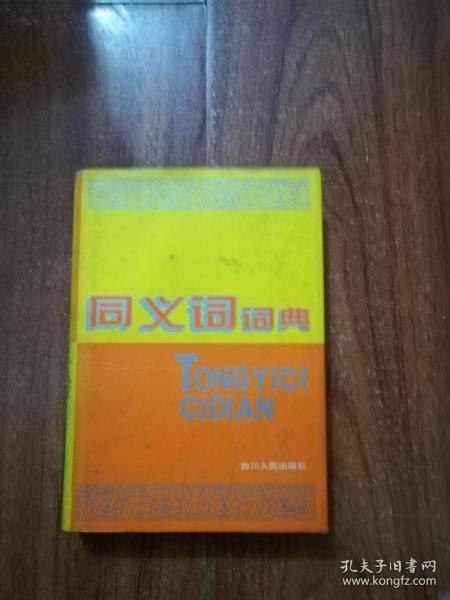 同义词词典
TONGYICI
CIDIAN
四川人民出版社
孔夫子旧书网
www.kongfz.com